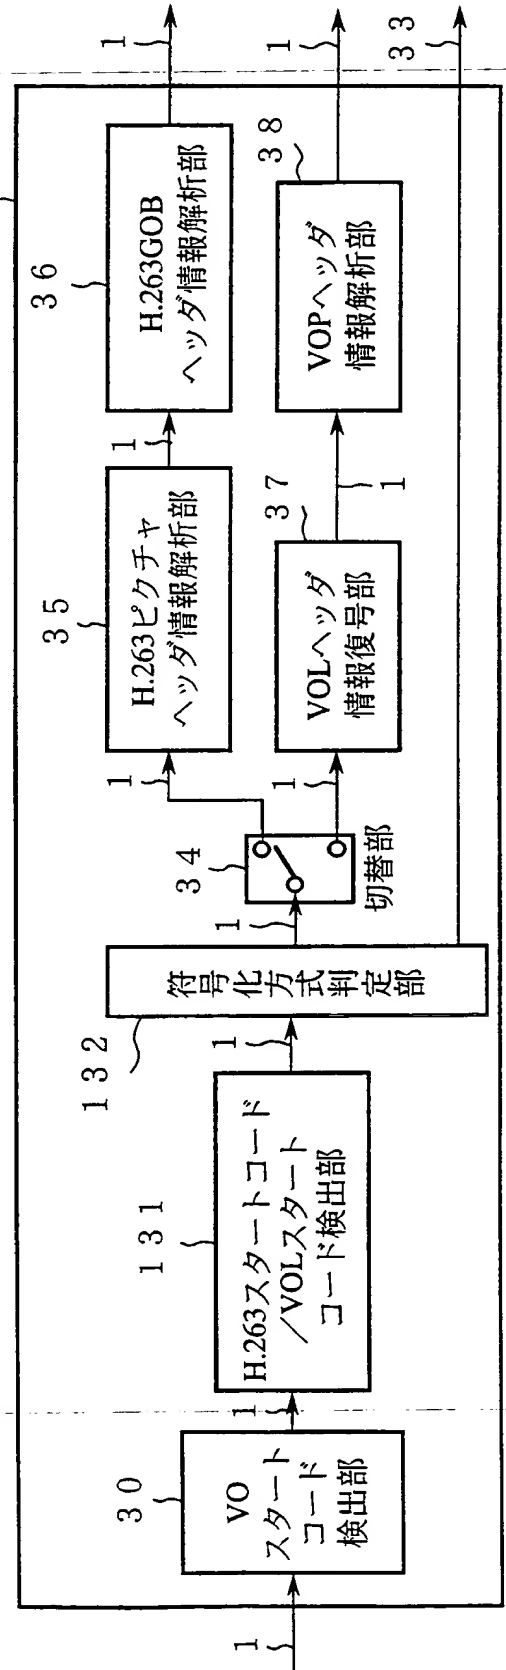 1
30
VO
スタート
コード
検出部
1
131
H.263スタートコード
／VOLスタート
コード検出部
1
132
符号化方式判定部
1
34
切替部
1
35
H.263ピクチャ
ヘッダ情報解析部
1
36
H.263GOB
ヘッダ情報解析部
1
1
37
VOLヘッダ
情報復号部
1
38
VOPヘッダ
情報解析部
1
33